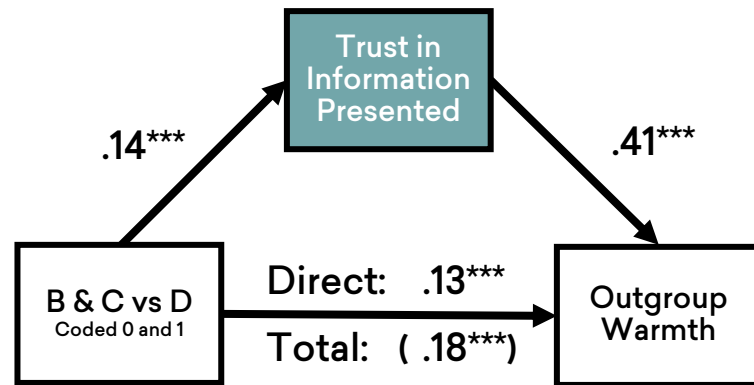 Trust in
Information
Presented
.14***
.41***
B & C vs D
Coded 0 and 1
Direct: .13***
Total: ( .18***)
Outgroup
Warmth